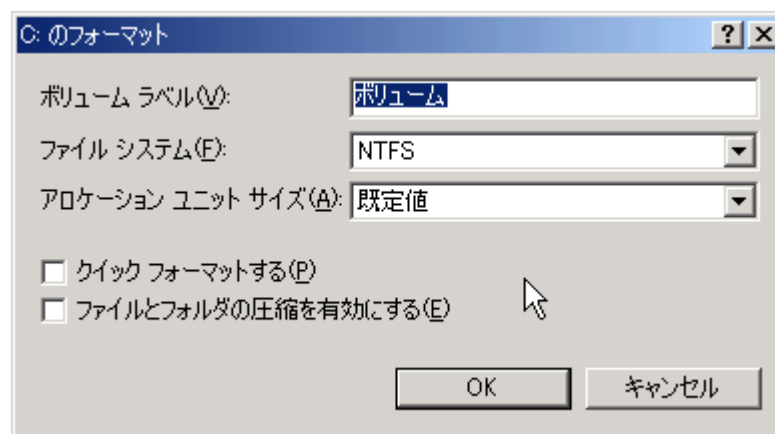 C: のフォーマット
ボリューム ラベル(V): ボリューム
ファイル システム(F): NTFS
アロケーション ユニット サイズ(A): 既定値
クイック フォーマットする(P)
ファイルとフォルダの圧縮を有効にする(E)
OK キャンセル